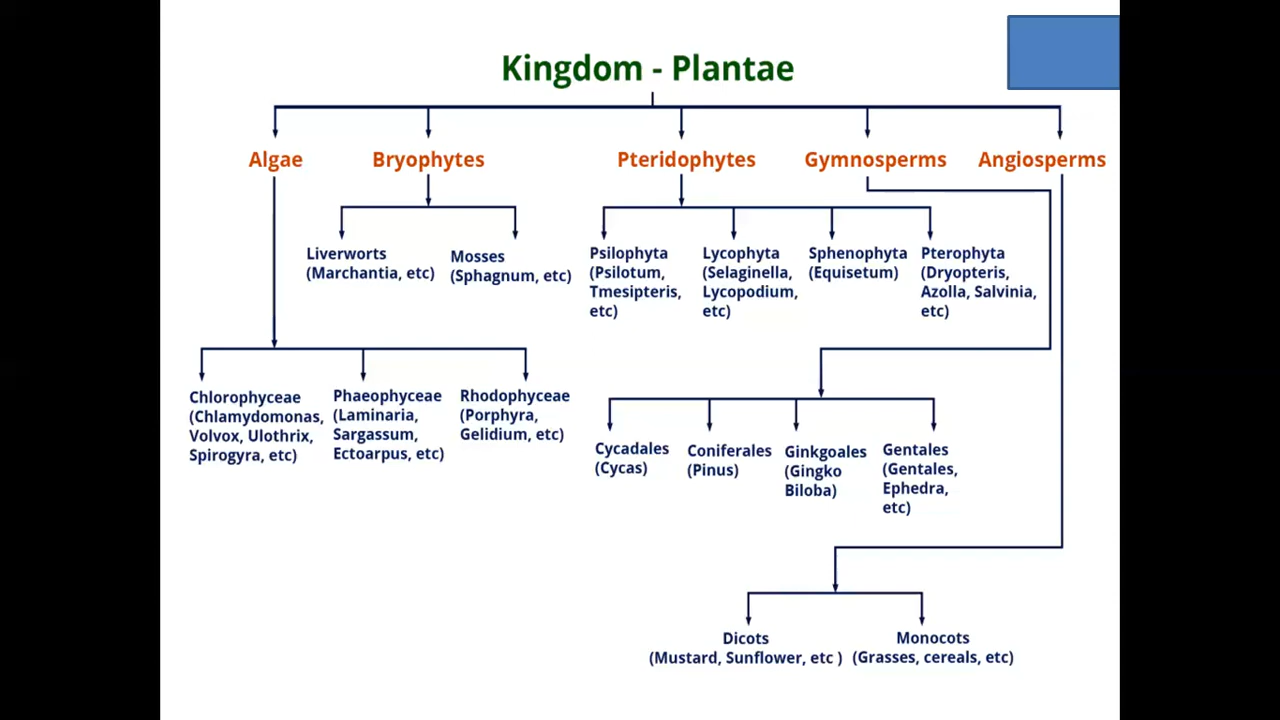 Kingdom - Plantae
Algae
Bryophytes
Pteridophytes
Gymnosperms
Angiosperms
Liverworts
(Marchantia, etc)
Mosses
(Sphagnum, etc)
Psilophyta
(Psilotum,
Tmesipteris,
etc)
Lycophyta
(Selaginella,
Lycopodium,
etc)
Sphenophyta
(Equisetum)
Pterophyta
(Dryopteris,
Azolla, Salvinia,
etc)
Chlorophyceae
(Chlamydomonas,
Volvox, Ulothrix,
Spirogyra, etc)
Phaeophyceae
(Laminaria,
Sargassum,
Ectoarpus, etc)
Rhodophyceae
(Porphyra,
Gelidium, etc)
Cycadales
(Cycas)
Coniferales
(Pinus)
Ginkgoales
(Gingko
Biloba)
Gentales
(Gentales,
Ephedra,
etc)
Dicots
(Mustard, Sunflower, etc )
Monocots
(Grasses, cereals, etc)